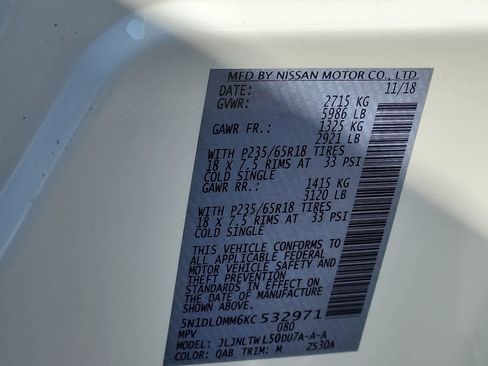 MFD BY NISSAN MOTOR CO., LTD.
DATE: 11/18
GVWR: 2715 KG
5986 LB
GAWR FR.: 1325 KG
2921 LB
WITH P235/65R18 TIRES
18 X 7.5 RIMS AT 33 PSI
COLD SINGLE
GAWR RR.: 1415 KG
3120 LB
WITH P235/65R18 TIRES
18 X 7.5 RIMS AT 33 PSI
COLD SINGLE
THIS VEHICLE CONFORMS TO
ALL APPLICABLE FEDERAL
MOTOR VEHICLE SAFETY AND
THEFT PREVENTION
STANDARDS IN EFFECT ON
THE DATE OF MANUFACTURE
SHOWN ABOVE.
5N1DL0MM6KC532971
MPV 080
JLJNLTWL50DU7A-A-A
COLOR: QAB TRIM: M ZS30A